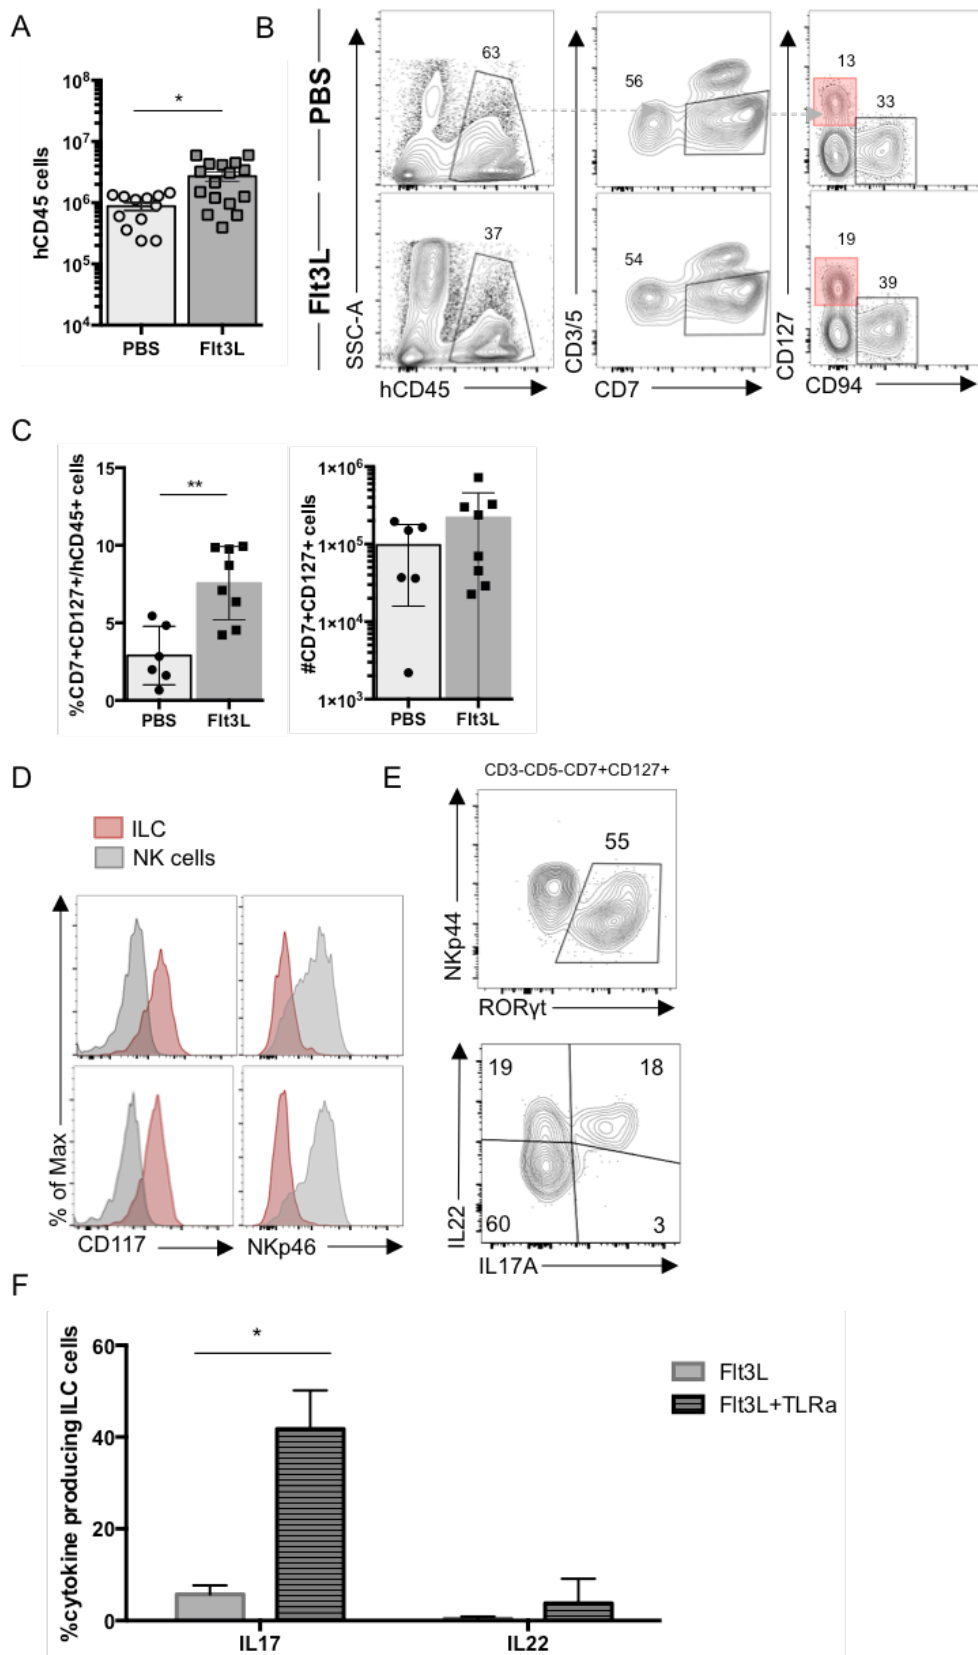 A
hCD45 cells
10⁸
10⁷
10⁶
10⁵
10⁴
*
PBS
Flt3L
B
PBS
Flt3L
63
56
13
33
37
54
19
39
SSC-A
CD3/5
CD127
hCD45
CD7
CD94
C
%CD7+CD127+/hCD45+ cells
15
10
5
0
**
PBS
Flt3L
#CD7+CD127+ cells
1×10⁶
1×10⁵
1×10⁴
1×10³
PBS
Flt3L
D
ILC
NK cells
% of Max
CD117
NKp46
E
CD3-CD5-CD7+CD127+
55
NKp44
RORγt
19
18
60
3
IL22
IL17A
F
%cytokine producing ILC cells
60
40
20
0
*
IL17
IL22
Flt3L
Flt3L+TLRa